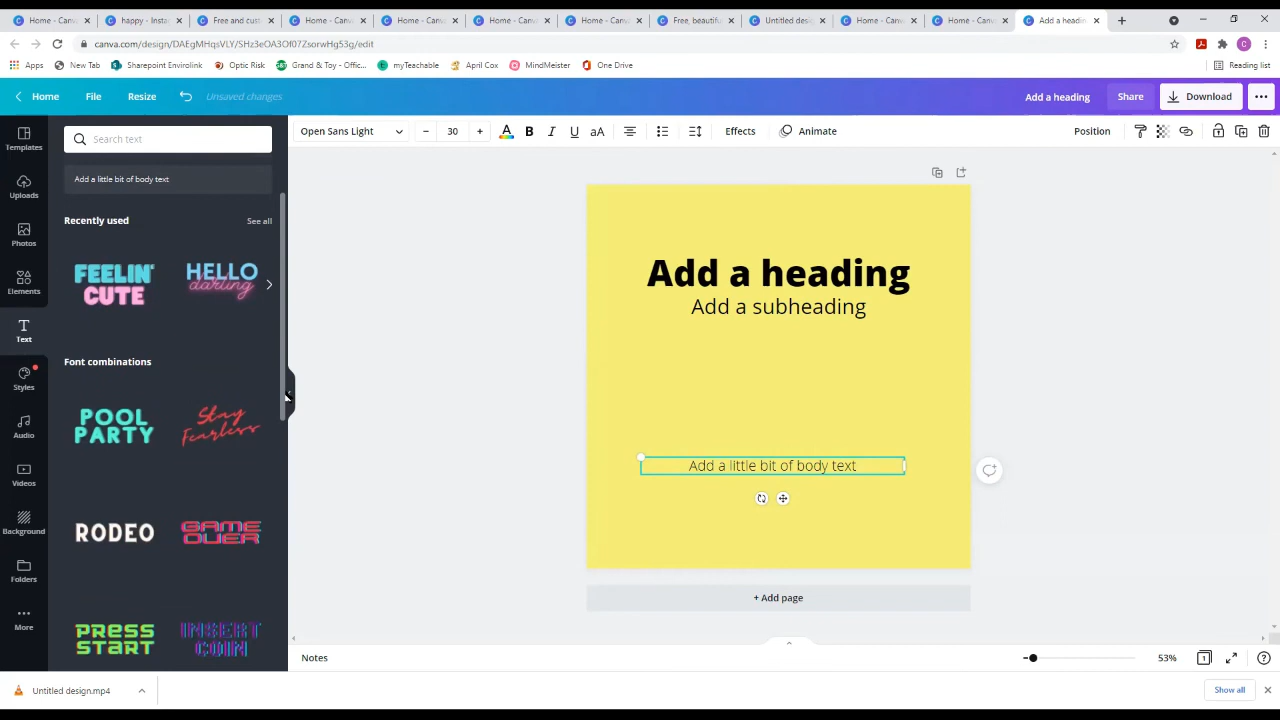 Home - Canva
happy - Insta
Free and cust
Home - Canva
Home - Canva
Home - Canva
Home - Canva
Free, beautifu
Untitled desig
Home - Canva
Home - Canva
Add a headin
canva.com/design/DAEgMHqsVLY/SHz3eOA3Of07ZsorwHg53g/edit
C
Apps
New Tab
Sharepoint Envirolink
Optic Risk
Grand & Toy - Offic...
myTeachable
April Cox
MindMeister
One Drive
Reading list
Home
File
Resize
Unsaved changes
Add a heading
Share
Download
Templates
Uploads
Photos
Elements
Text
Styles
Audio
Videos
Background
Folders
More
Search text
Add a little bit of body text
Recently used
See all
FEELIN'
CUTE
HELLO
darling
Font combinations
POOL
PARTY
Stay
Fearless
RODEO
GAME
OVER
PRESS
START
INSERT
COIN
Open Sans Light
30
A
B
I
U
aA
Effects
Animate
Position
Add a heading
Add a subheading
Add a little bit of body text
+ Add page
Notes
53%
1
Untitled design.mp4
Show all